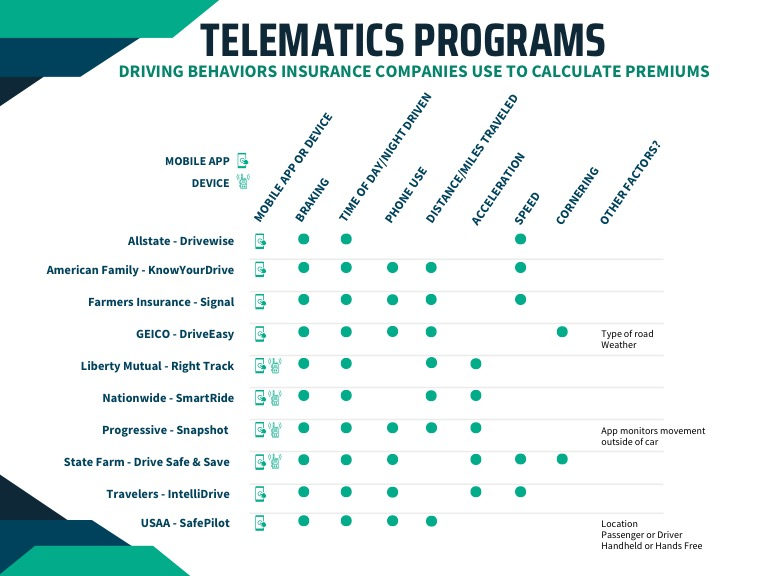 TELEMATICS PROGRAMS
DRIVING BEHAVIORS INSURANCE COMPANIES USE TO CALCULATE PREMIUMS
MOBILE APP
DEVICE
MOBILE APP OR DEVICE
BRAKING
TIME OF DAY/NIGHT DRIVEN
PHONE USE
DISTANCE/MILES TRAVELED
ACCELERATION
SPEED
CORNERING
OTHER FACTORS?
Allstate - Drivewise
American Family - KnowYourDrive
Farmers Insurance - Signal
GEICO - DriveEasy
Type of road
Weather
Liberty Mutual - Right Track
Nationwide - SmartRide
Progressive - Snapshot
App monitors movement
outside of car
State Farm - Drive Safe & Save
Travelers - IntelliDrive
USAA - SafePilot
Location
Passenger or Driver
Handheld or Hands Free